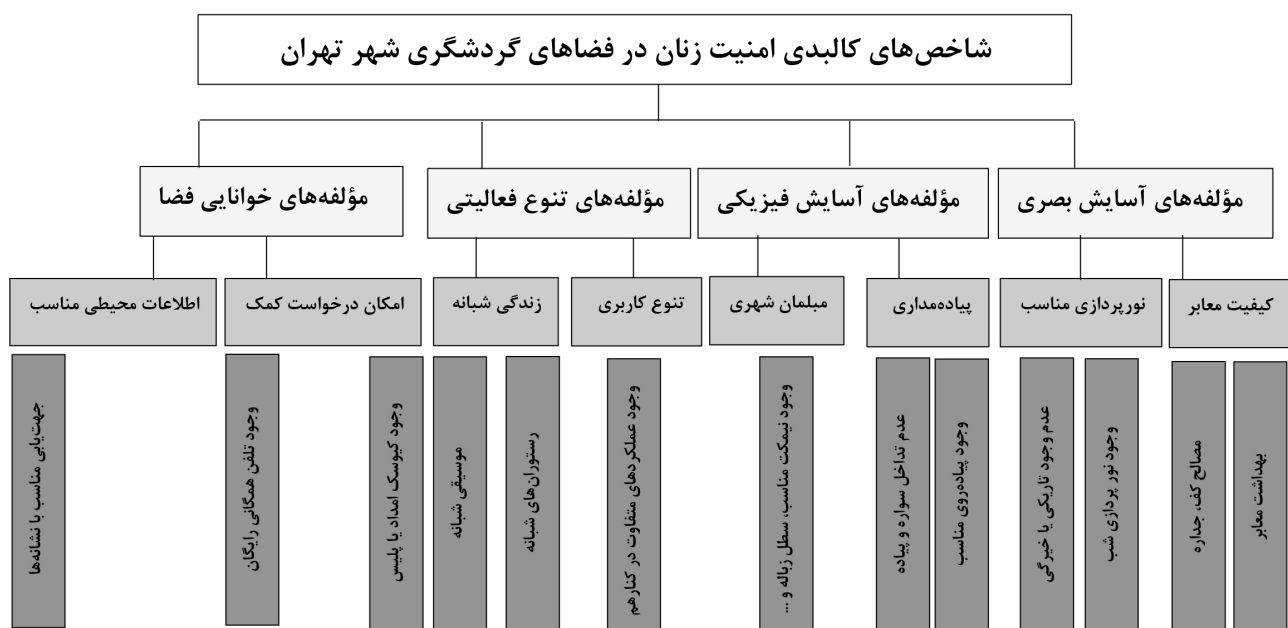 شاخص‌های کالبدی امنیت زنان در فضاهای گردشگری شهر تهران
مؤلفه‌های آسایش بصری
مؤلفه‌های آسایش فیزیکی
مؤلفه‌های تنوع فعالیتی
مؤلفه‌های خوانایی فضا
کیفیت معابر
نورپردازی مناسب
پیاده‌مداری
مبلمان شهری
تنوع کاربری
زندگی شبانه
امکان درخواست کمک
اطلاعات محیطی مناسب
بهداشت معابر
مصالح کف، جداره
وجود نور پردازی شب
عدم وجود تاریکی یا خیرگی
وجود پیاده‌روی مناسب
عدم تداخل سواره و پیاده
وجود نیمکت مناسب، سطل زباله و ...
وجود عملکردهای متفاوت در کنارهم
رستوران‌های شبانه
موسیقی شبانه
وجود کیوسک امداد یا پلیس
وجود تلفن همگانی رایگان
جهت‌یابی مناسب با نشانه‌ها